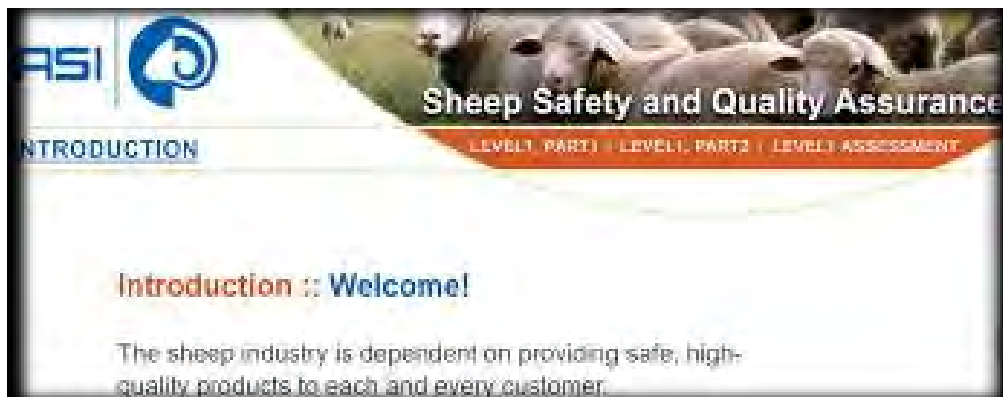 ASI
Sheep Safety and Quality Assurance
INTRODUCTION
LEVEL1, PART1 | LEVEL1, PART2 | LEVEL1 ASSESSMENT
Introduction :: Welcome!
The sheep industry is dependent on providing safe, high-
quality products to each and every customer.